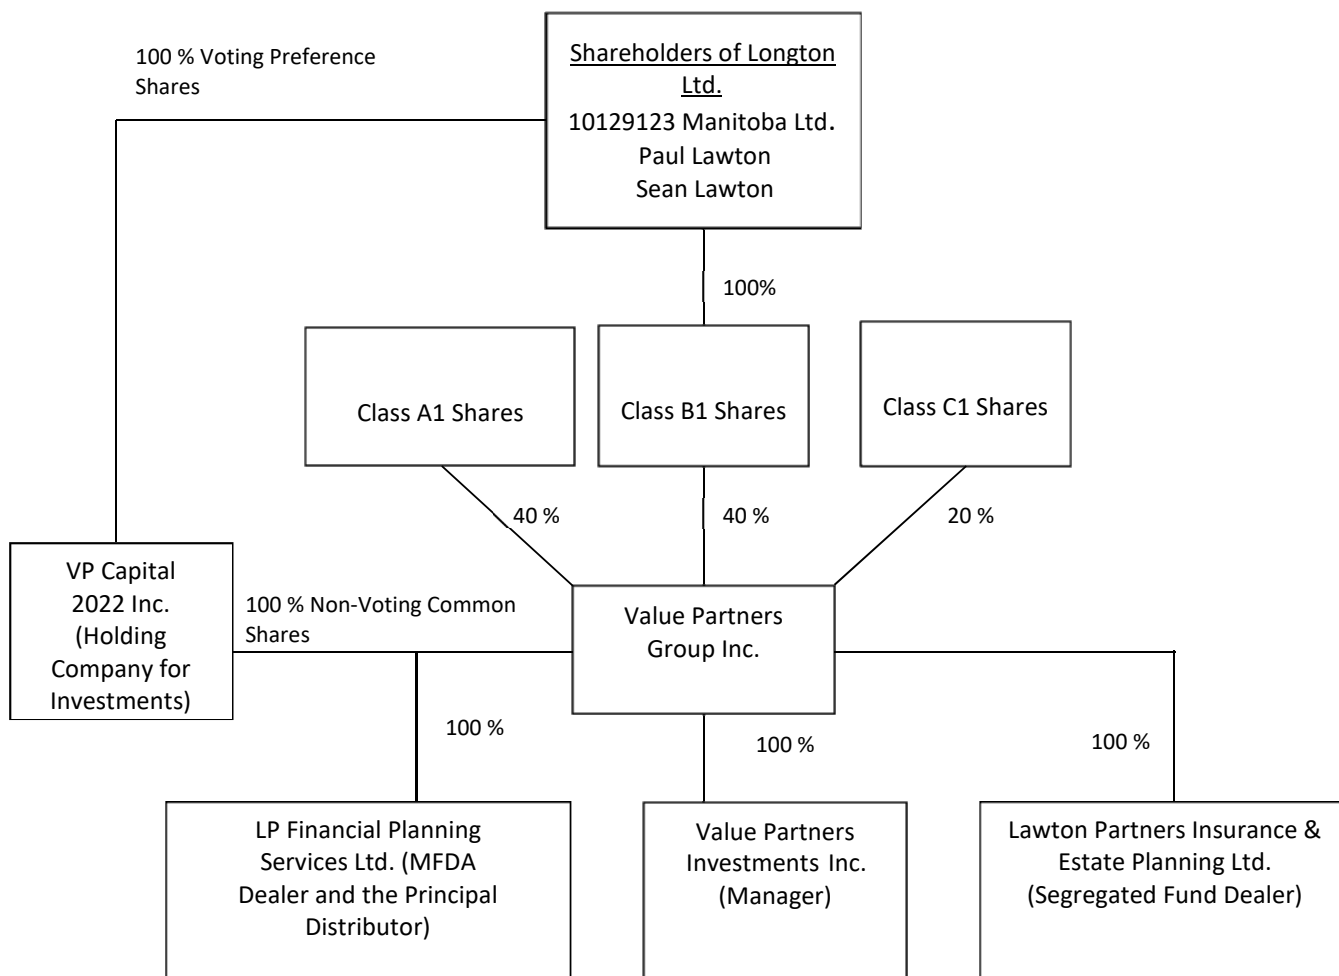 100 % Voting Preference
Shares
Shareholders of Longton
Ltd.
10129123 Manitoba Ltd.
Paul Lawton
Sean Lawton
100%
Class A1 Shares
Class B1 Shares
Class C1 Shares
40 %
40 %
20 %
VP Capital
2022 Inc.
(Holding
Company for
Investments)
100 % Non-Voting Common
Shares
Value Partners
Group Inc.
100 %
100 %
100 %
LP Financial Planning
Services Ltd. (MFDA
Dealer and the Principal
Distributor)
Value Partners
Investments Inc.
(Manager)
Lawton Partners Insurance &
Estate Planning Ltd.
(Segregated Fund Dealer)